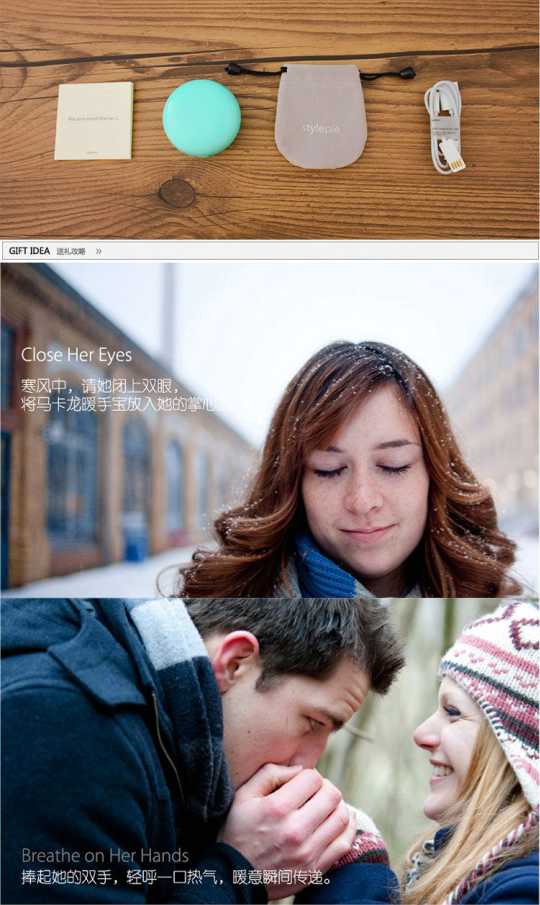 stylepie
GIFT IDEA 送礼攻略 »
Close Her Eyes
寒风中，请她闭上双眼，
将马卡龙暖手宝放入她的掌心
Breathe on Her Hands
捧起她的双手，轻呼一口热气，暖意瞬间传递。